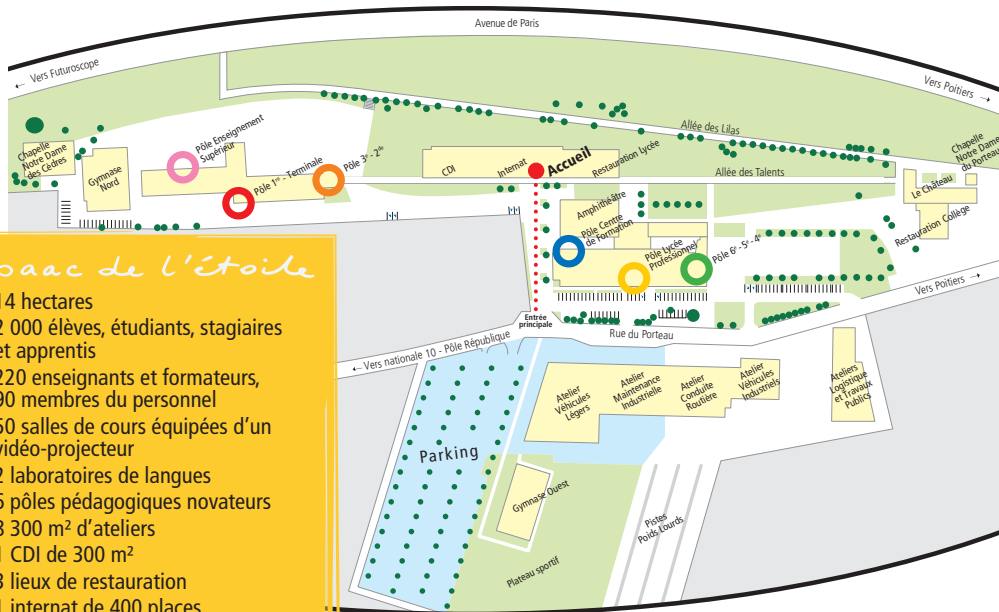 Avenue de Paris
← Vers Futuroscope
Vers Poitiers →
Allée des Lilas
Chapelle
Notre Dame
des Cèdres
Gymnase
Nord
Pôle Enseignement
Supérieur
Pôle 1re - Terminale
Pôle 3e - 2de
CDI
Internat
Accueil
Restauration Lycée
Allée des Talents
Chapelle
Notre Dame
du Porteau
Le Château
Restauration Collège
Amphithéâtre
Pôle Centre
de Formation
Pôle Lycée
Professionnel
Pôle 6e - 5e - 4e
Vers Poitiers →
Entrée
principale
Rue du Porteau
← Vers nationale 10 - Pôle République
saac de l'étoile
14 hectares
2 000 élèves, étudiants, stagiaires
et apprentis
220 enseignants et formateurs,
90 membres du personnel
salles de cours équipées d'un
vidéo-projecteur
2 laboratoires de langues
pôles pédagogiques novateurs
300 m² d'ateliers
1 CDI de 300 m²
3 lieux de restauration
1 internat de 400 places
Atelier
Véhicules
Légers
Atelier
Maintenance
Industrielle
Atelier
Conduite
Routière
Atelier
Véhicules
Industriels
Ateliers
Logistique
et Travaux
Publics
Parking
Gymnase Ouest
Plateau sportif
Pistes
Poids Lourds